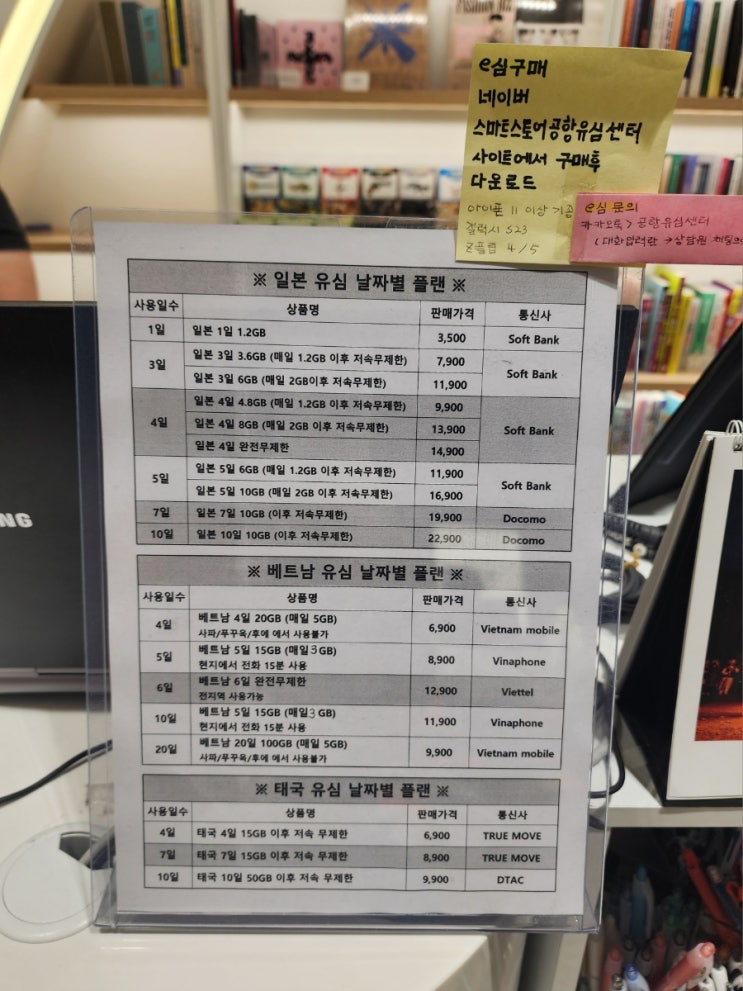 e심구매
네이버
스마트스토어 공항유심센터
사이트에서 구매후
다운로드
아이폰 11 이상 기종
갤럭시 S23
Z플립 4/5
e심 문의
카카오톡 > 공항유심센터
NG
※ 일본 유심 날짜별 플랜 ※
사용일수 상품명 판매가격 통신사
1일 일본 1일 1.2GB 3,500 Soft Bank
3일 일본 3일 3.6GB (매일 1.2GB 이후 저속무제한) 7,900 Soft Bank
일본 3일 6GB (매일 2GB이후 저속무제한) 11,900
4일 일본 4일 4.8GB (매일 1.2GB 이후 저속무제한) 9,900 Soft Bank
일본 4일 8GB (매일 2GB 이후 저속무제한) 13,900
일본 4일 완전무제한 14,900
5일 일본 5일 6GB (매일 1.2GB 이후 저속무제한) 11,900 Soft Bank
일본 5일 10GB (매일 2GB 이후 저속무제한) 16,900
7일 일본 7일 10GB (이후 저속무제한) 19,900 Docomo
10일 일본 10일 10GB (이후 저속무제한) 22,900 Docomo
※ 베트남 유심 날짜별 플랜 ※
사용일수 상품명 판매가격 통신사
4일 베트남 4일 20GB (매일 5GB) 6,900 Vietnam mobile
사파/푸꾸옥/후에 에서 사용불가
5일 베트남 5일 15GB (매일3GB) 8,900 Vinaphone
현지에서 전화 15분 사용
6일 베트남 6일 완전무제한 12,900 Viettel
전지역 사용가능
10일 베트남 5일 15GB (매일3GB) 11,900 Vinaphone
현지에서 전화 15분 사용
20일 베트남 20일 100GB (매일 5GB) 9,900 Vietnam mobile
사파/푸꾸옥/후에 에서 사용불가
※ 태국 유심 날짜별 플랜 ※
사용일수 상품명 판매가격 통신사
4일 태국 4일 15GB 이후 저속 무제한 6,900 TRUE MOVE
7일 태국 7일 15GB 이후 저속 무제한 8,900 TRUE MOVE
10일 태국 10일 50GB 이후 저속 무제한 9,900 DTAC